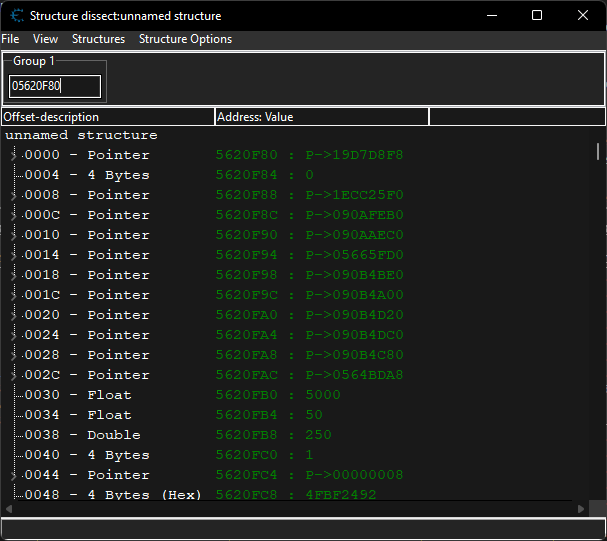 Structure dissect:unnamed structure
File View Structures Structure Options
Group 1
05620F80
Offset-description Address: Value
unnamed structure
0000 - Pointer 5620F80 : P->19D7D8F8
0004 - 4 Bytes 5620F84 : 0
0008 - Pointer 5620F88 : P->1ECC25F0
000C - Pointer 5620F8C : P->090AFEB0
0010 - Pointer 5620F90 : P->090AAEC0
0014 - Pointer 5620F94 : P->05665FD0
0018 - Pointer 5620F98 : P->090B4BE0
001C - Pointer 5620F9C : P->090B4A00
0020 - Pointer 5620FA0 : P->090B4D20
0024 - Pointer 5620FA4 : P->090B4DC0
0028 - Pointer 5620FA8 : P->090B4C80
002C - Pointer 5620FAC : P->0564BDA8
0030 - Float 5620FB0 : 5000
0034 - Float 5620FB4 : 50
0038 - Double 5620FB8 : 250
0040 - 4 Bytes 5620FC0 : 1
0044 - Pointer 5620FC4 : P->00000008
0048 - 4 Bytes (Hex) 5620FC8 : 4FBF2492